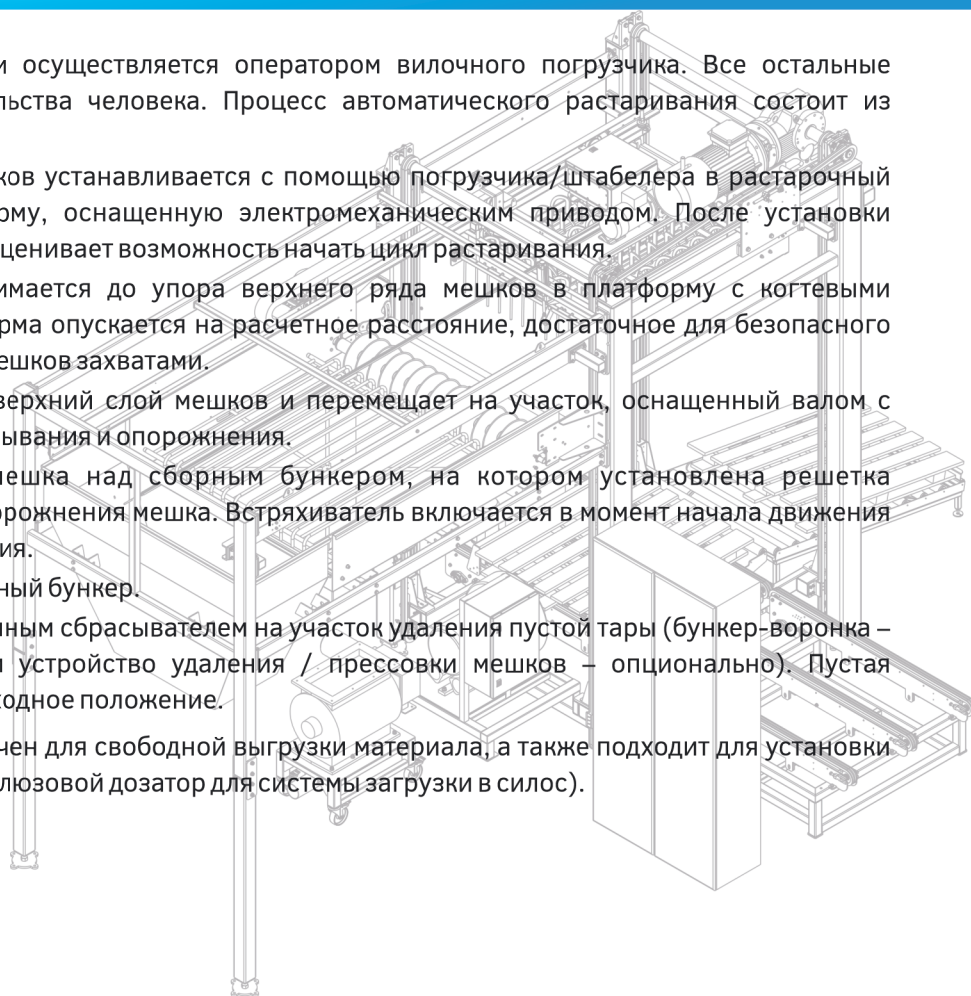 и осуществляется оператором вилочного погрузчика. Все остальные
льства человека. Процесс автоматического растаривания состоит из
ков устанавливается с помощью погрузчика/штабелера в растарочный
рму, оснащенную электромеханическим приводом. После установки
ценивает возможность начать цикл растаривания.
имается до упора верхнего ряда мешков в платформу с когтевыми
рма опускается на расчетное расстояние, достаточное для безопасного
ешков захватами.
верхний слой мешков и перемещает на участок, оснащенный валом с
ывания и опорожнения.
мешка над сборным бункером, на котором установлена решетка
орожнения мешка. Встряхиватель включается в момент начала движения
ия.
ный бункер.
нным сбрасывателем на участок удаления пустой тары (бункер-воронка –
и устройство удаления / прессовки мешков – опционально). Пустая
ходное положение.
чен для свободной выгрузки материала, а также подходит для установки
люзовой дозатор для системы загрузки в силос).